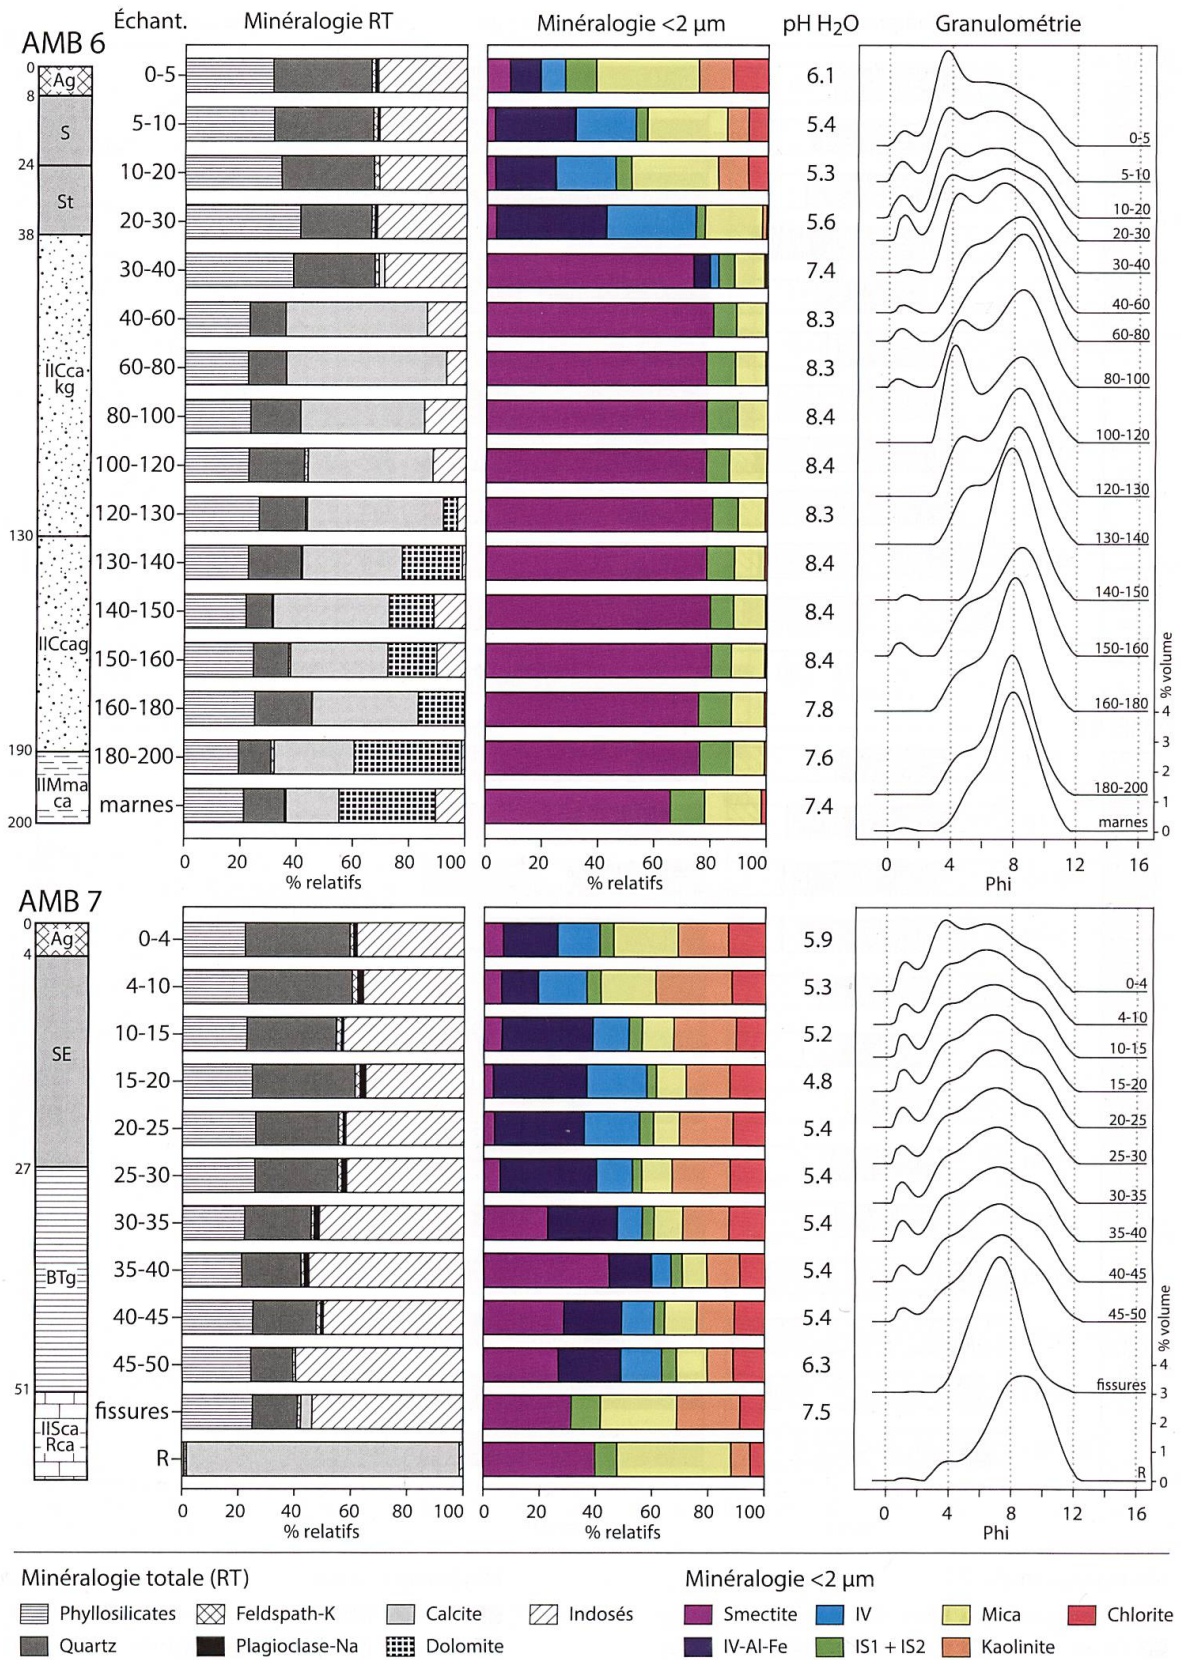 Échant. Minéralogie RT Minéralogie <2 µm pH H2O Granulométrie
AMB 6
0
Ag
8
S
24
St
38
IICca
kg
130
IICcag
190
IIMma
ca
200
0-5 6.1 0-5
5-10 5.4 5-10
10-20 5.3 10-20
20-30 5.6 20-30
30-40 7.4 30-40
40-60 8.3 40-60
60-80 8.3 60-80
80-100 8.4 80-100
100-120 8.4 100-120
120-130 8.3 120-130
130-140 8.4 130-140
140-150 8.4 140-150
150-160 8.4 150-160
160-180 7.8 160-180
180-200 7.6 180-200
marnes 7.4 marnes
% volume
4
3
2
1
0
0 20 40 60 80 100 0 20 40 60 80 100 0 4 8 12 16
% relatifs % relatifs Phi
AMB 7
0
Ag
4
SE
27
BTg
51
IISca
Rca
0-4 5.9 0-4
4-10 5.3 4-10
10-15 5.2 10-15
15-20 4.8 15-20
20-25 5.4 20-25
25-30 5.4 25-30
30-35 5.4 30-35
35-40 5.4 35-40
40-45 5.4 40-45
45-50 6.3 45-50
fissures 7.5 fissures
R R
% volume
4
3
2
1
0
0 20 40 60 80 100 0 20 40 60 80 100 0 4 8 12 16
% relatifs % relatifs Phi
Minéralogie totale (RT) Minéralogie <2 µm
Phyllosilicates Feldspath-K Calcite Indosés Smectite IV Mica Chlorite
Quartz Plagioclase-Na Dolomite IV-Al-Fe IS1 + IS2 Kaolinite